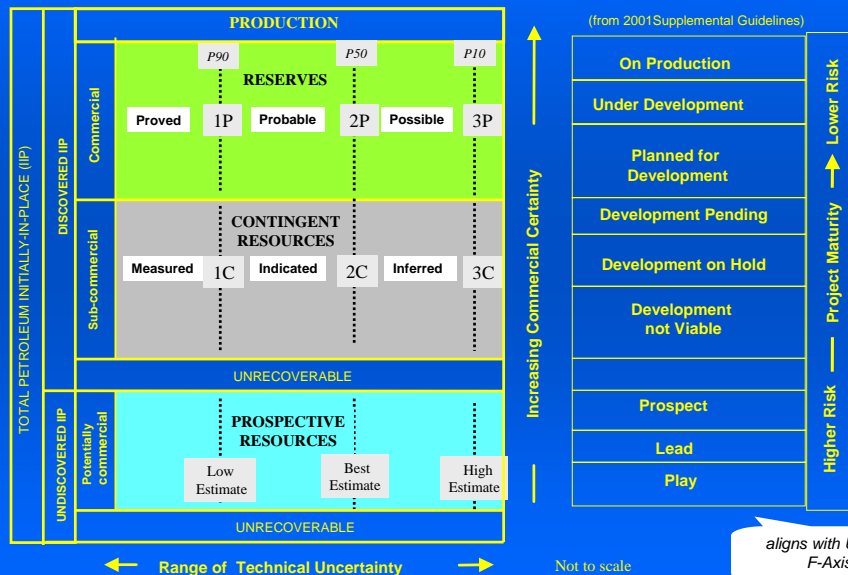 PRODUCTION
(from 2001Supplemental Guidelines)
TOTAL PETROLEUM INITIALLY-IN-PLACE (IIP)
DISCOVERED IIP
Commercial
P90
P50
P10
RESERVES
Proved
1P
Probable
2P
Possible
3P
Sub-commercial
CONTINGENT
RESOURCES
Measured
1C
Indicated
2C
Inferred
3C
UNRECOVERABLE
UNDISCOVERED IIP
Potentially
commercial
PROSPECTIVE
RESOURCES
Low
Estimate
Best
Estimate
High
Estimate
UNRECOVERABLE
Range of Technical Uncertainty
Not to scale
Increasing Commercial Certainty
On Production
Under Development
Planned for
Development
Development Pending
Development on Hold
Development
not Viable
Prospect
Lead
Play
Higher Risk
Project Maturity
Lower Risk
aligns with
F-Axis